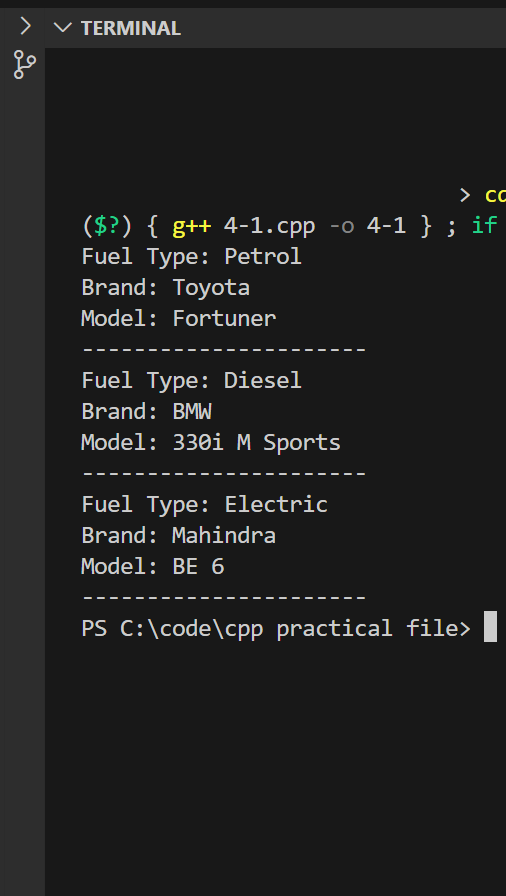 TERMINAL
>
($?) { g++ 4-1.cpp -o 4-1 } ; if
Fuel Type: Petrol
Brand: Toyota
Model: Fortuner
----------------------
Fuel Type: Diesel
Brand: BMW
Model: 330i M Sports
----------------------
Fuel Type: Electric
Brand: Mahindra
Model: BE 6
----------------------
PS C:\code\cpp practical file>